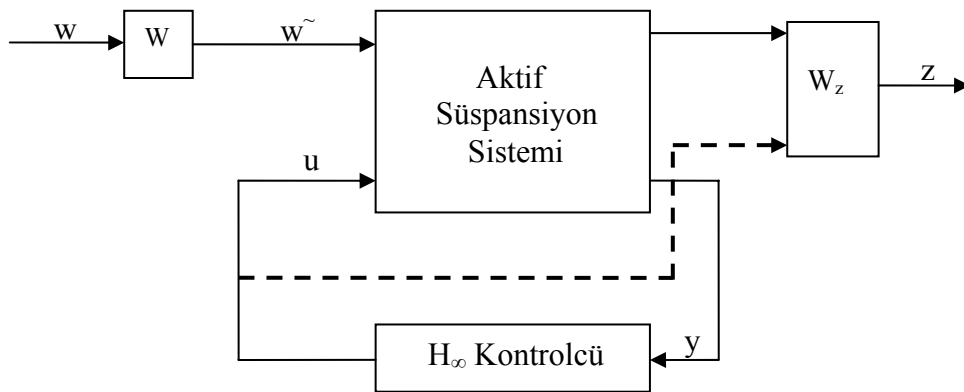 w
W
w~
Aktif
Süspansiyon
Sistemi
Wz
z
u
H∞ Kontrolcü
y